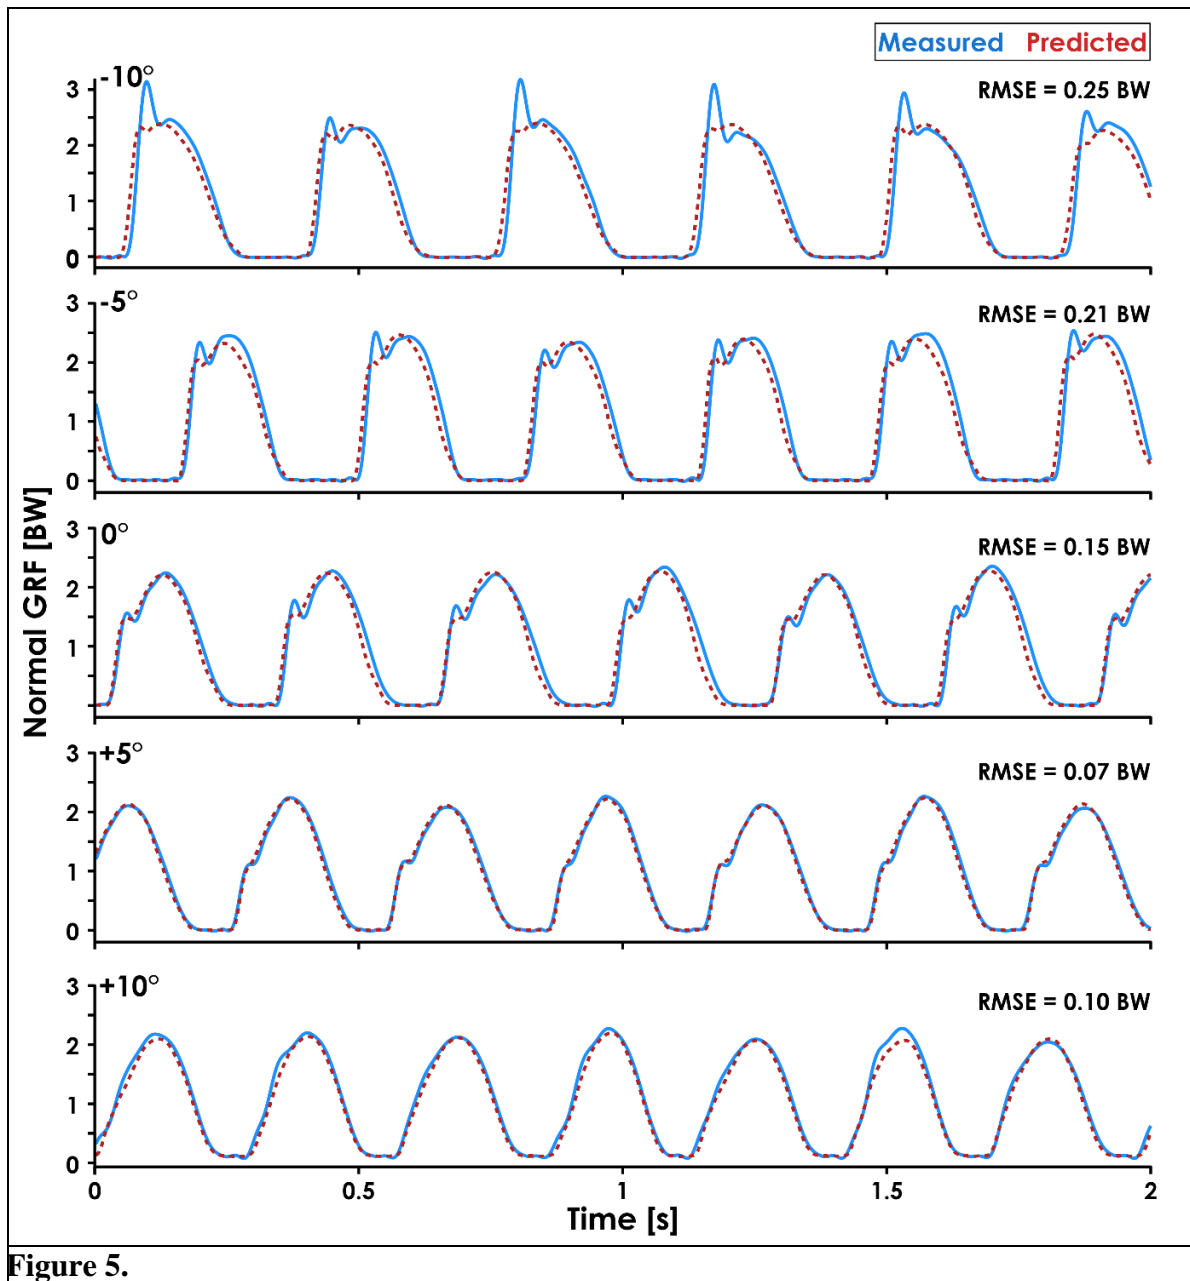 Measured Predicted
-10°
RMSE = 0.25 BW
3
2
1
0
-5°
RMSE = 0.21 BW
3
2
1
0
0°
RMSE = 0.15 BW
3
2
1
+5°
RMSE = 0.07 BW
3
2
1
0
+10°
RMSE = 0.10 BW
3
2
1
0
Normal GRF [BW]
0 0.5 1 1.5 2
Time [s]
Figure 5.